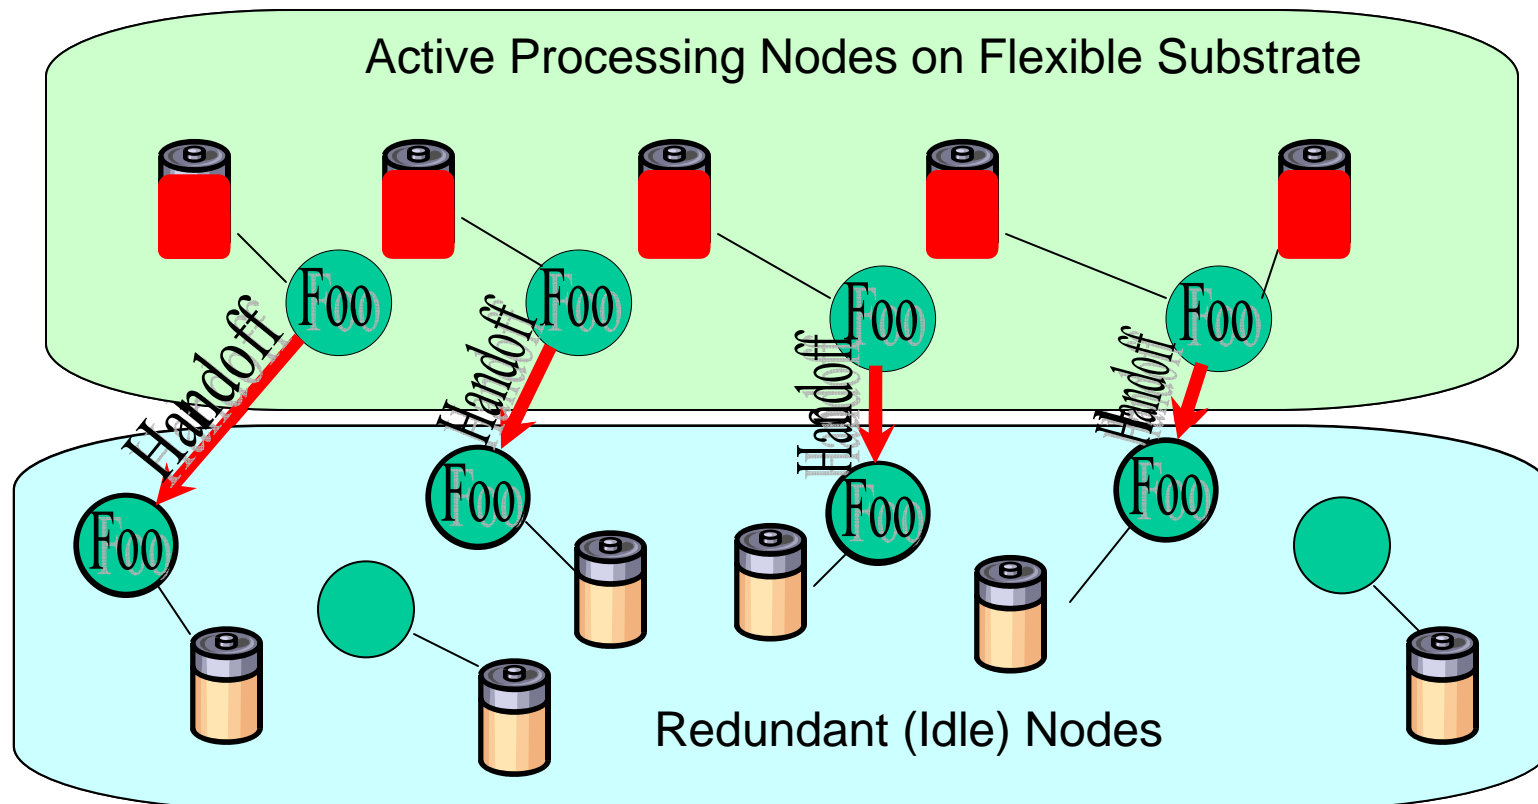 Active Processing Nodes on Flexible Substrate
Foo
Foo
Foo
Foo
Handoff
Handoff
Handoff
Handoff
Foo
Foo
Foo
Foo
Redundant (Idle) Nodes